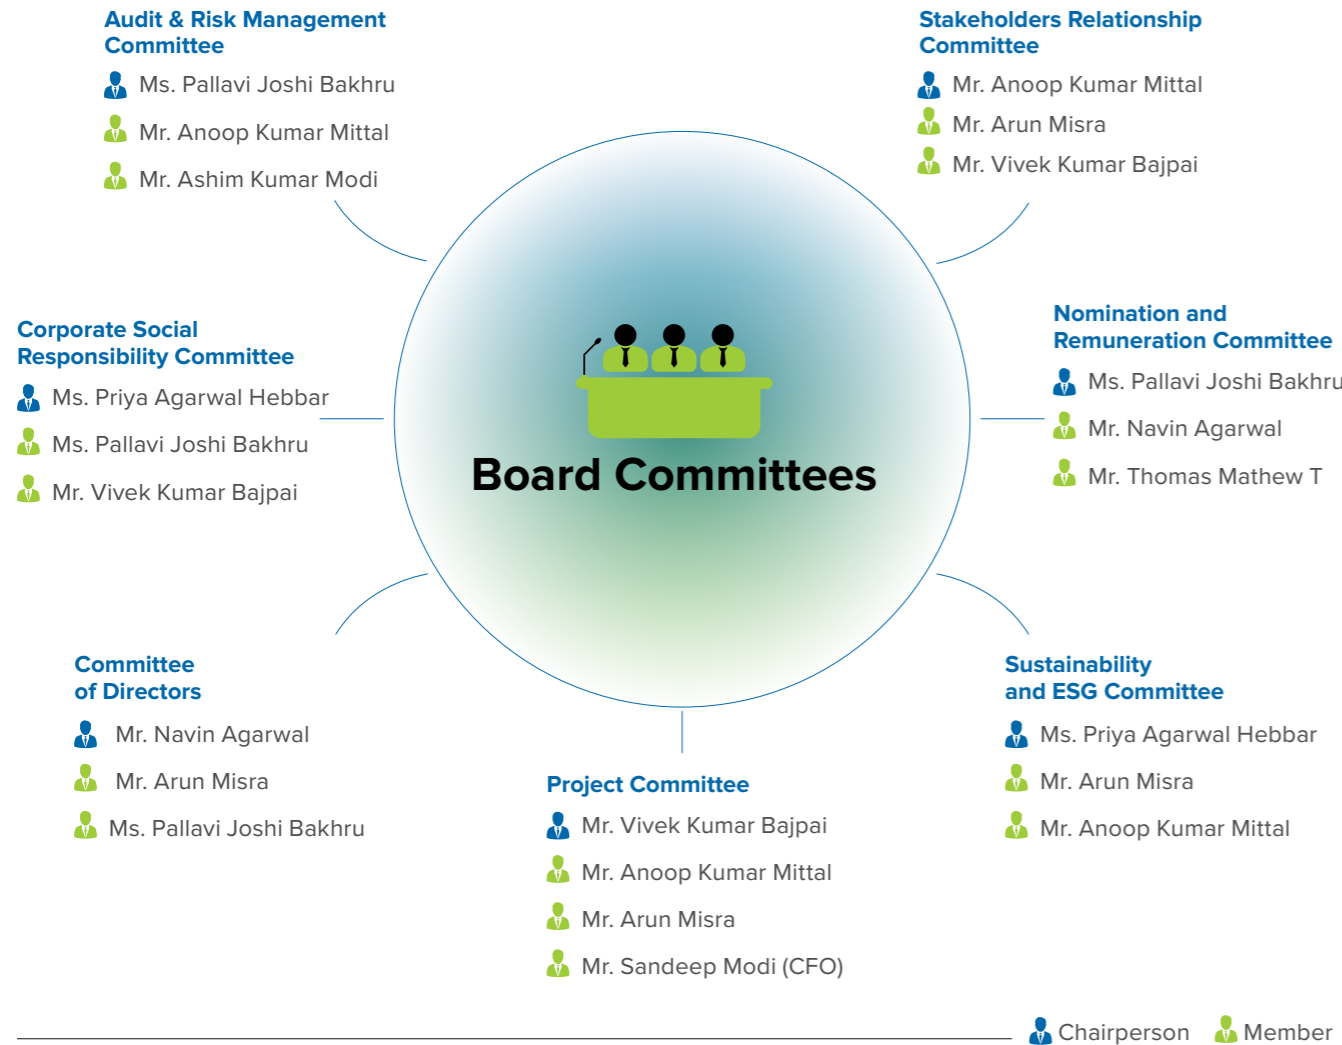 Audit & Risk Management
Committee
Ms. Pallavi Joshi Bakhru
Mr. Anoop Kumar Mittal
Mr. Ashim Kumar Modi
Stakeholders Relationship
Committee
Mr. Anoop Kumar Mittal
Mr. Arun Misra
Mr. Vivek Kumar Bajpai
Corporate Social
Responsibility Committee
Ms. Priya Agarwal Hebbar
Ms. Pallavi Joshi Bakhru
Mr. Vivek Kumar Bajpai
Board Committees
Nomination and
Remuneration Committee
Ms. Pallavi Joshi Bakhru
Mr. Navin Agarwal
Mr. Thomas Mathew T
Committee
of Directors
Mr. Navin Agarwal
Mr. Arun Misra
Ms. Pallavi Joshi Bakhru
Project Committee
Mr. Vivek Kumar Bajpai
Mr. Anoop Kumar Mittal
Mr. Arun Misra
Mr. Sandeep Modi (CFO)
Sustainability
and ESG Committee
Ms. Priya Agarwal Hebbar
Mr. Arun Misra
Mr. Anoop Kumar Mittal
Chairperson Member